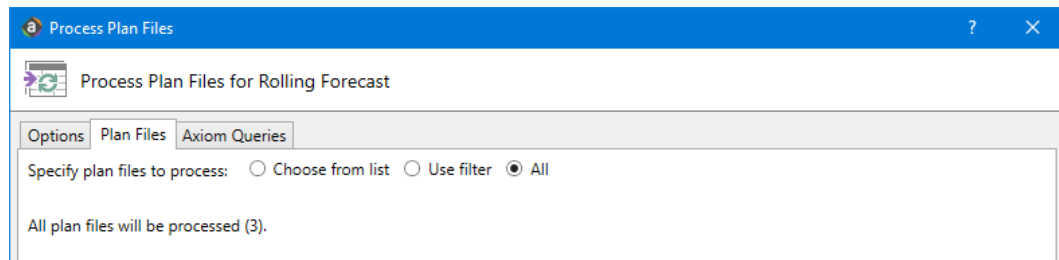 Process Plan Files ?
Process Plan Files for Rolling Forecast
Options Plan Files Axiom Queries
Specify plan files to process: Choose from list Use filter All
All plan files will be processed (3).